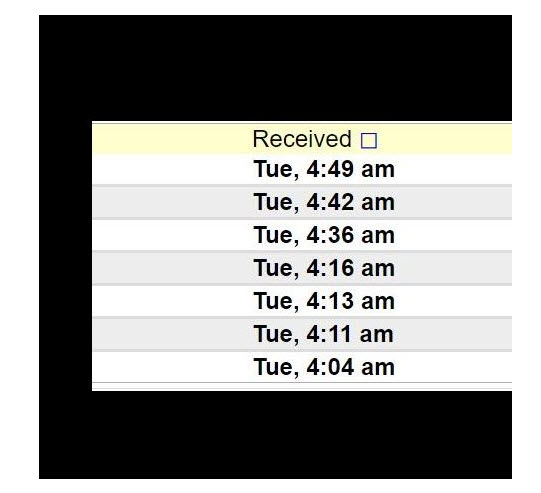 Received □
Tue, 4:49 am
Tue, 4:42 am
Tue, 4:36 am
Tue, 4:16 am
Tue, 4:13 am
Tue, 4:11 am
Tue, 4:04 am